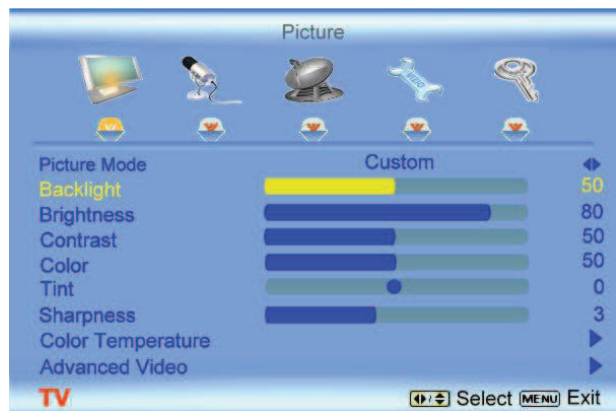 Picture
VIZIO
Picture Mode Custom
Backlight 50
Brightness 80
Contrast 50
Color 50
Tint 0
Sharpness 3
Color Temperature
Advanced Video
TV Select MENU Exit